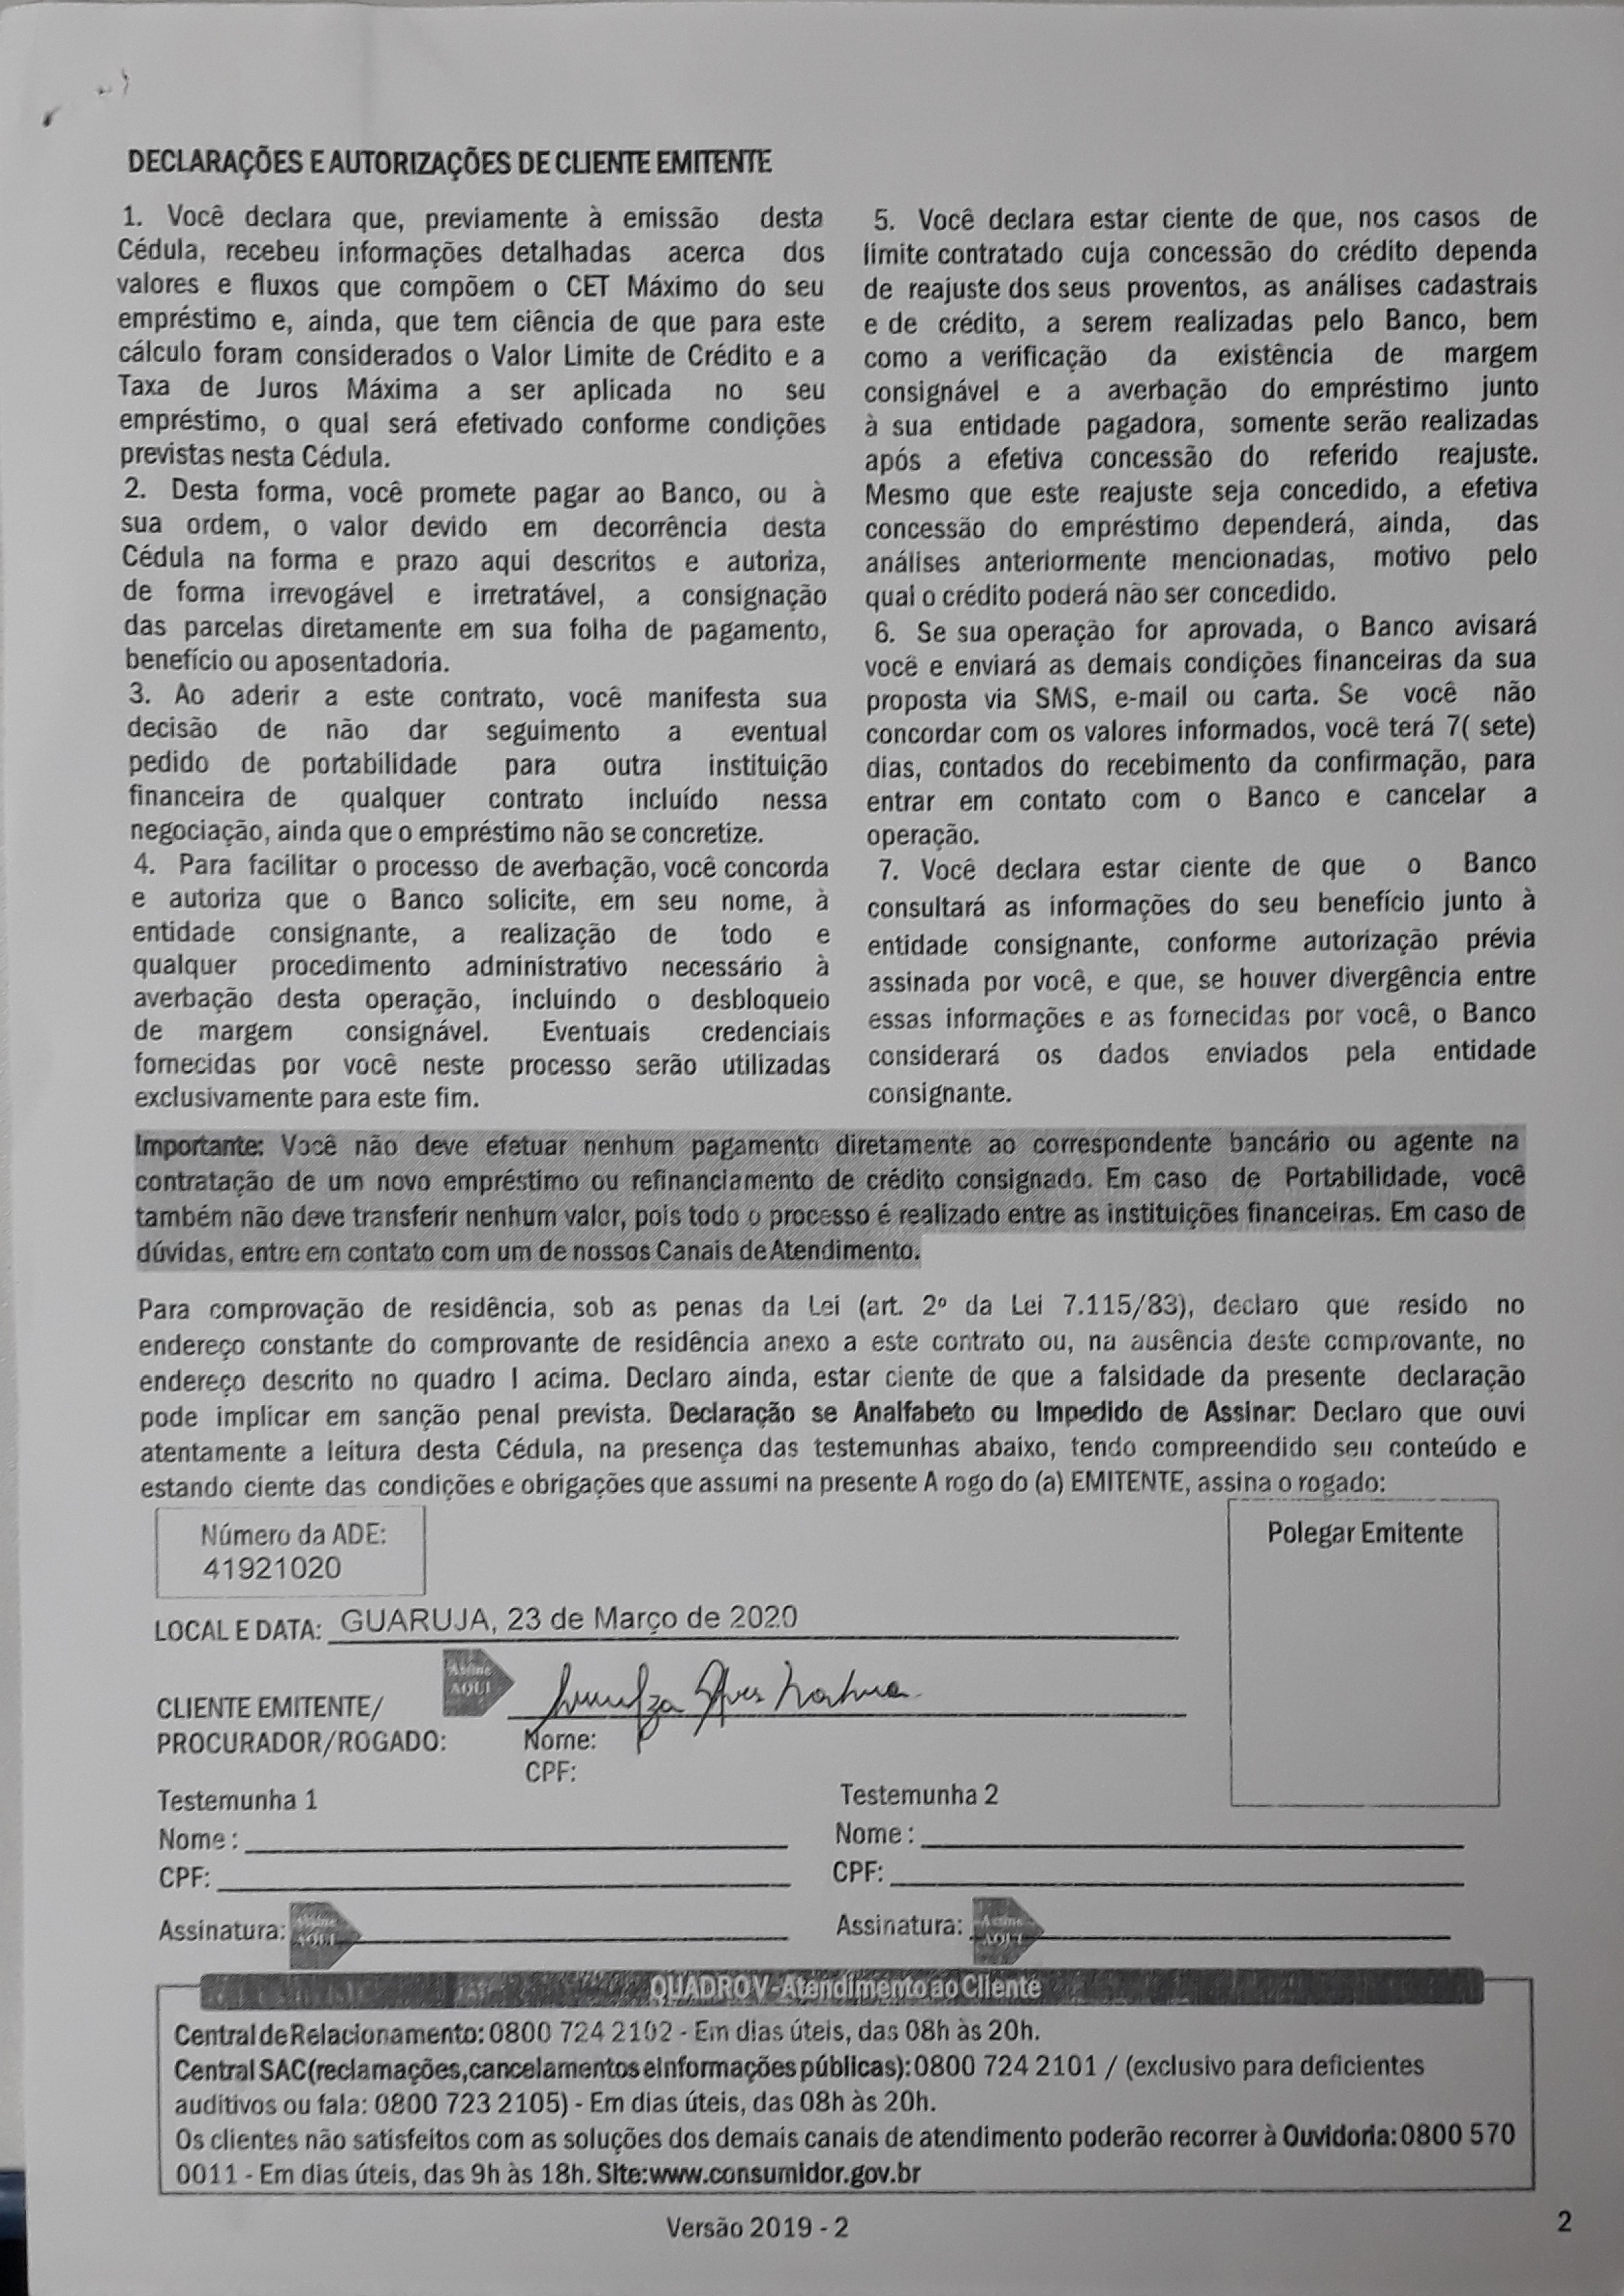 DECLARAÇÕES E AUTORIZAÇÕES DE CLIENTE EMITENTE
1. Você declara que, previamente à emissão desta
Cédula, recebeu informações detalhadas acerca dos
valores e fluxos que compõem o CET Máximo do seu
empréstimo e, ainda, que tem ciência de que para este
cálculo foram considerados o Valor Limite de Crédito e a
Taxa de Juros Máxima a ser aplicada no seu
empréstimo, o qual será efetivado conforme condições
previstas nesta Cédula.
2. Desta forma, você promete pagar ao Banco, ou à
sua ordem, o valor devido em decorrência desta
Cédula na forma e prazo aqui descritos e autoriza,
de forma irrevogável e irretratável, a consignação
das parcelas diretamente em sua folha de pagamento,
benefício ou aposentadoria.
3. Ao aderir a este contrato, você manifesta sua
decisão de não dar seguimento a eventual
pedido de portabilidade para outra instituição
financeira de qualquer contrato incluído nessa
negociação, ainda que o empréstimo não se concretize.
4. Para facilitar o processo de averbação, você concorda
e autoriza que o Banco solicite, em seu nome, à
entidade consignante, a realização de todo e
qualquer procedimento administrativo necessário à
averbação desta operação, incluindo o desbloqueio
de margem consignável. Eventuais credenciais
fornecidas por você neste processo serão utilizadas
exclusivamente para este fim.
5. Você declara estar ciente de que, nos casos de
limite contratado cuja concessão do crédito dependa
de reajuste dos seus proventos, as análises cadastrais
e de crédito, a serem realizadas pelo Banco, bem
como a verificação da existência de margem
consignável e a averbação do empréstimo junto
à sua entidade pagadora, somente serão realizadas
após a efetiva concessão do referido reajuste.
Mesmo que este reajuste seja concedido, a efetiva
concessão do empréstimo dependerá, ainda, das
análises anteriormente mencionadas, motivo pelo
qual o crédito poderá não ser concedido.
6. Se sua operação for aprovada, o Banco avisará
você e enviará as demais condições financeiras da sua
proposta via SMS, e-mail ou carta. Se você não
concordar com os valores informados, você terá 7( sete)
dias, contados do recebimento da confirmação, para
entrar em contato com o Banco e cancelar a
operação.
7. Você declara estar ciente de que o Banco
consultará as informações do seu benefício junto à
entidade consignante, conforme autorização prévia
assinada por você, e que, se houver divergência entre
essas informações e as fornecidas por você, o Banco
considerará os dados enviados pela entidade
consignante.
Importante: Você não deve efetuar nenhum pagamento diretamente ao correspondente bancário ou agente na
contratação de um novo empréstimo ou refinanciamento de crédito consignado. Em caso de Portabilidade, você
também não deve transferir nenhum valor, pois todo o processo é realizado entre as instituições financeiras. Em caso de
dúvidas, entre em contato com um de nossos Canais de Atendimento.
Para comprovação de residência, sob as penas da Lei (art. 2º da Lei 7.115/83), declaro que resido no
endereço constante do comprovante de residência anexo a este contrato ou, na ausência deste comprovante, no
endereço descrito no quadro I acima. Declaro ainda, estar ciente de que a falsidade da presente declaração
pode implicar em sanção penal prevista. Declaração se Analfabeto ou Impedido de Assinar: Declaro que ouvi
atentamente a leitura desta Cédula, na presença das testemunhas abaixo, tendo compreendido seu conteúdo e
estando ciente das condições e obrigações que assumi na presente A rogo do (a) EMITENTE, assina o rogado:
Número da ADE:
41921020
Polegar Emitente
LOCAL E DATA: GUARUJA, 23 de Março de 2020
Assine
AQUI
CLIENTE EMITENTE/
PROCURADOR/ROGADO:
Nome:
CPF:
Testemunha 1
Nome :
CPF:
Assinatura: Assine
AQUI
Testemunha 2
Nome :
CPF:
Assinatura: Assine
AQUI
QUADRO V - Atendimento ao Cliente
Central de Relacionamento: 0800 724 2102 - Em dias úteis, das 08h às 20h.
Central SAC (reclamações, cancelamentos e informações públicas): 0800 724 2101 / (exclusivo para deficientes
auditivos ou fala: 0800 723 2105) - Em dias úteis, das 08h às 20h.
Os clientes não satisfeitos com as soluções dos demais canais de atendimento poderão recorrer à Ouvidoria: 0800 570
0011 - Em dias úteis, das 9h às 18h. Site: www.consumidor.gov.br
Versão 2019 - 2
2